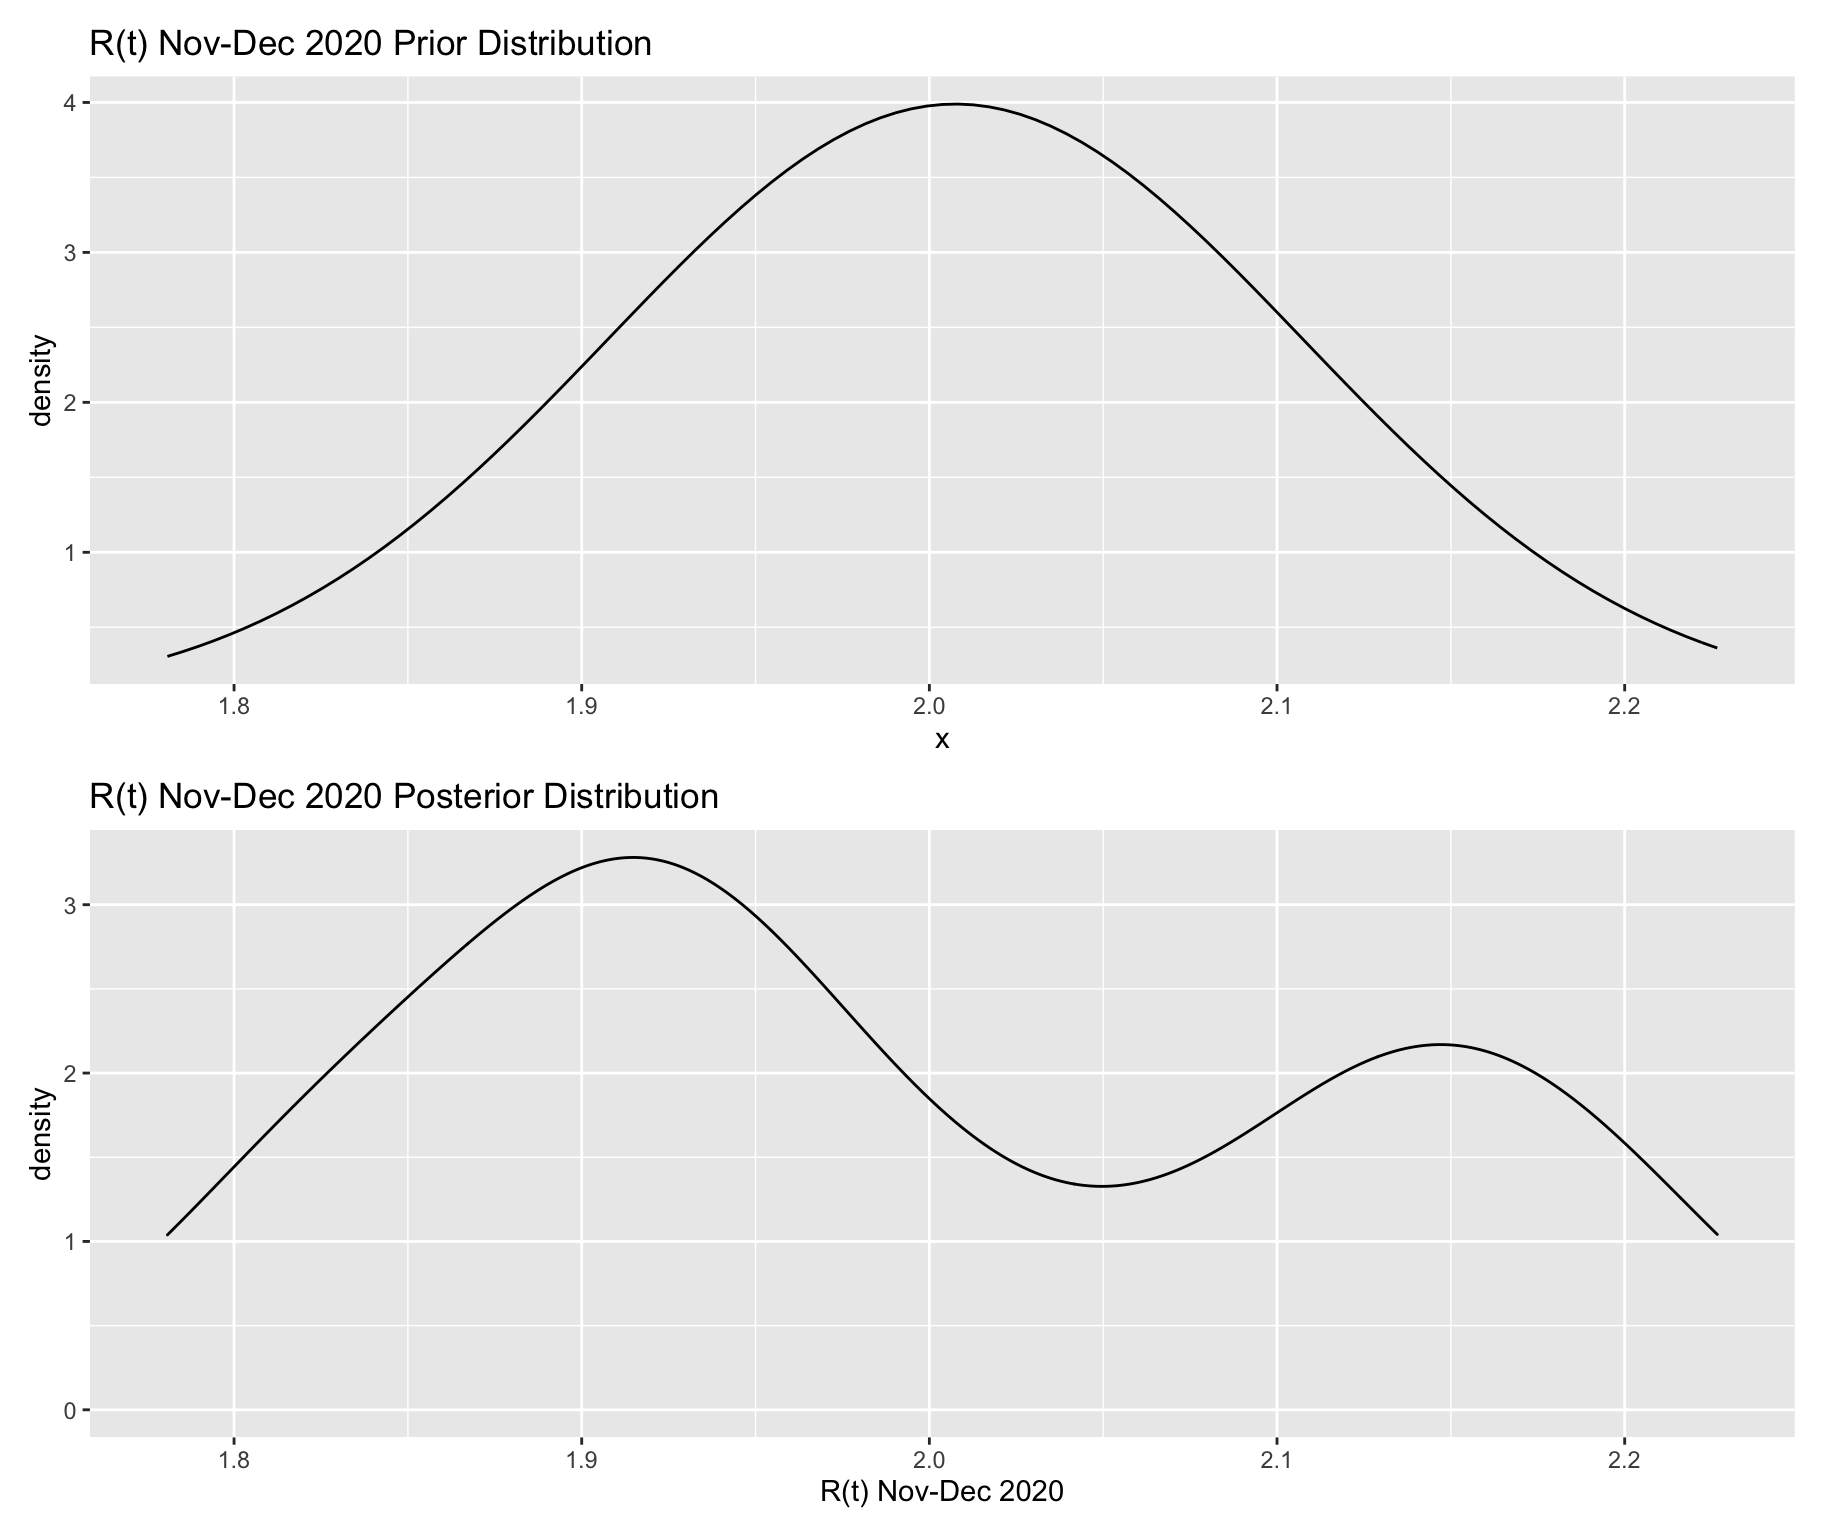 R(t) Nov-Dec 2020 Prior Distribution
4
3
2
1
density
1.8 1.9 2.0 2.1 2.2
x
R(t) Nov-Dec 2020 Posterior Distribution
3
2
1
0
density
1.8 1.9 2.0 2.1 2.2
R(t) Nov-Dec 2020